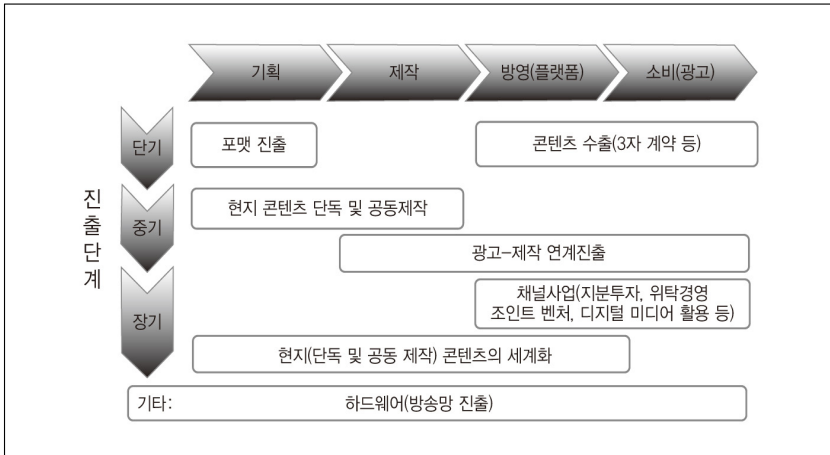 기획
제작
방영(플랫폼)
소비(광고)
진출단계
단기
포맷 진출
콘텐츠 수출(3자 계약 등)
중기
현지 콘텐츠 단독 및 공동제작
광고-제작 연계진출
장기
채널사업(지분투자, 위탁경영
조인트 벤처, 디지털 미디어 활용 등)
현지(단독 및 공동 제작) 콘텐츠의 세계화
기타: 하드웨어(방송망 진출)